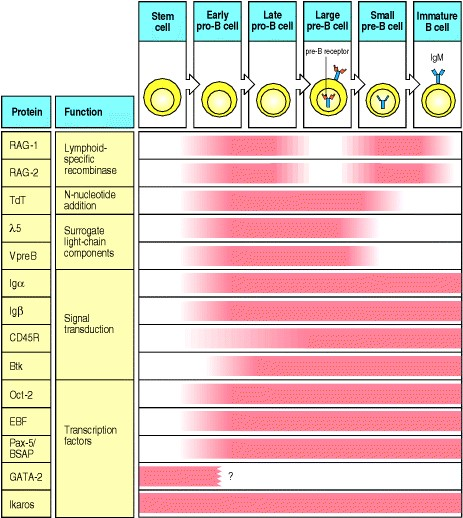 Stem
cell
Early
pro-B cell
Late
pro-B cell
Large
pre-B cell
Small
pre-B cell
Immature
B cell
pre-B receptor
IgM
Protein
Function
RAG-1
RAG-2
Lymphoid-
specific
recombinase
TdT
N-nucleotide
addition
λ5
VpreB
Surrogate
light-chain
components
Igα
Igβ
CD45R
Btk
Signal
transduction
Oct-2
EBF
Pax-5/
BSAP
GATA-2
?
Ikaros
Transcription
factors